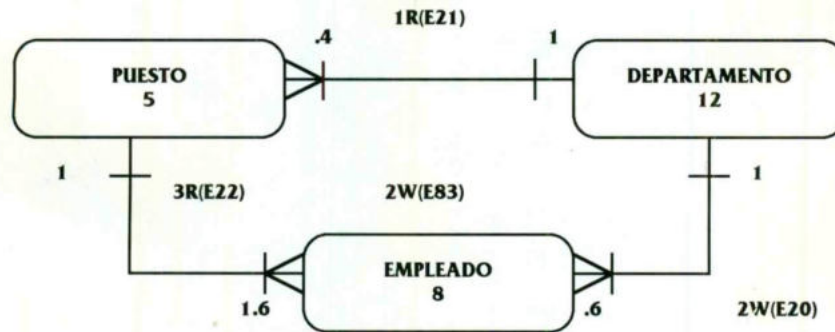 1R(E21)
.4
1
PUESTO
5
DEPARTAMENTO
12
1
3R(E22)
2W(E83)
1
EMPLEADO
8
1.6
.6
2W(E20)